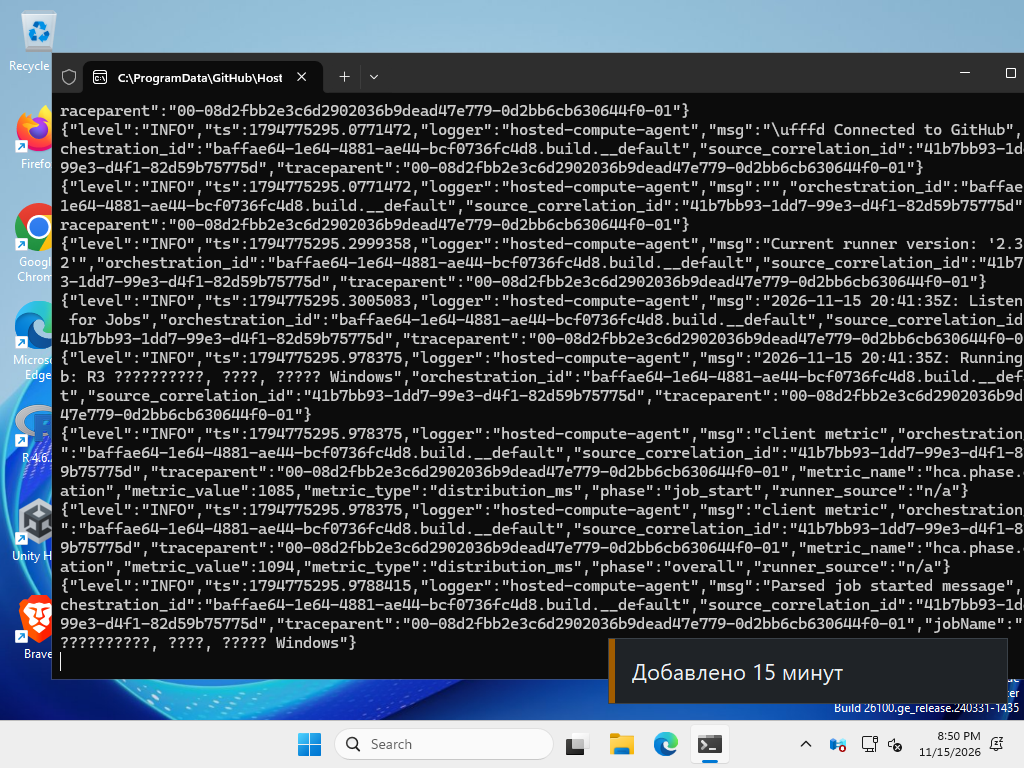 Recycle
Firefo
Googl
Chrom
Micros
Edge
R 4.6.
Unity H
Brave
C:\ProgramData\GitHub\Host
raceparent":"00-08d2fbb2e3c6d2902036b9dead47e779-0d2bb6cb630644f0-01"}
{"level":"INFO","ts":1794775295.0771472,"logger":"hosted-compute-agent","msg":"\ufffd Connected to GitHub",
chestration_id":"baffae64-1e64-4881-ae44-bcf0736fc4d8.build.__default","source_correlation_id":"41b7bb93-1d
99e3-d4f1-82d59b75775d","traceparent":"00-08d2fbb2e3c6d2902036b9dead47e779-0d2bb6cb630644f0-01"}
{"level":"INFO","ts":1794775295.0771472,"logger":"hosted-compute-agent","msg":"","orchestration_id":"baffae
1e64-4881-ae44-bcf0736fc4d8.build.__default","source_correlation_id":"41b7bb93-1dd7-99e3-d4f1-82d59b75775d"
raceparent":"00-08d2fbb2e3c6d2902036b9dead47e779-0d2bb6cb630644f0-01"}
{"level":"INFO","ts":1794775295.2999358,"logger":"hosted-compute-agent","msg":"Current runner version: '2.3
2'","orchestration_id":"baffae64-1e64-4881-ae44-bcf0736fc4d8.build.__default","source_correlation_id":"41b7
3-1dd7-99e3-d4f1-82d59b75775d","traceparent":"00-08d2fbb2e3c6d2902036b9dead47e779-0d2bb6cb630644f0-01"}
{"level":"INFO","ts":1794775295.3005083,"logger":"hosted-compute-agent","msg":"2026-11-15 20:41:35Z: Listen
for Jobs","orchestration_id":"baffae64-1e64-4881-ae44-bcf0736fc4d8.build.__default","source_correlation_id
41b7bb93-1dd7-99e3-d4f1-82d59b75775d","traceparent":"00-08d2fbb2e3c6d2902036b9dead47e779-0d2bb6cb630644f0-0
{"level":"INFO","ts":1794775295.978375,"logger":"hosted-compute-agent","msg":"2026-11-15 20:41:35Z: Running
b: R3 ??????????, ????, ????? Windows","orchestration_id":"baffae64-1e64-4881-ae44-bcf0736fc4d8.build.__def
t","source_correlation_id":"41b7bb93-1dd7-99e3-d4f1-82d59b75775d","traceparent":"00-08d2fbb2e3c6d2902036b9d
47e779-0d2bb6cb630644f0-01"}
{"level":"INFO","ts":1794775295.978375,"logger":"hosted-compute-agent","msg":"client metric","orchestration
":"baffae64-1e64-4881-ae44-bcf0736fc4d8.build.__default","source_correlation_id":"41b7bb93-1dd7-99e3-d4f1-8
9b75775d","traceparent":"00-08d2fbb2e3c6d2902036b9dead47e779-0d2bb6cb630644f0-01","metric_name":"hca.phase.
ation","metric_value":1085,"metric_type":"distribution_ms","phase":"job_start","runner_source":"n/a"}
{"level":"INFO","ts":1794775295.978375,"logger":"hosted-compute-agent","msg":"client metric","orchestration
":"baffae64-1e64-4881-ae44-bcf0736fc4d8.build.__default","source_correlation_id":"41b7bb93-1dd7-99e3-d4f1-8
9b75775d","traceparent":"00-08d2fbb2e3c6d2902036b9dead47e779-0d2bb6cb630644f0-01","metric_name":"hca.phase.
ation","metric_value":1094,"metric_type":"distribution_ms","phase":"overall","runner_source":"n/a"}
{"level":"INFO","ts":1794775295.9788415,"logger":"hosted-compute-agent","msg":"Parsed job started message",
chestration_id":"baffae64-1e64-4881-ae44-bcf0736fc4d8.build.__default","source_correlation_id":"41b7bb93-1d
99e3-d4f1-82d59b75775d","traceparent":"00-08d2fbb2e3c6d2902036b9dead47e779-0d2bb6cb630644f0-01","jobName":"
??????????, ????, ????? Windows"}
Добавлено 15 минут
Build 26100.ge_release.240331-1435
Search
8:50 PM
11/15/2026